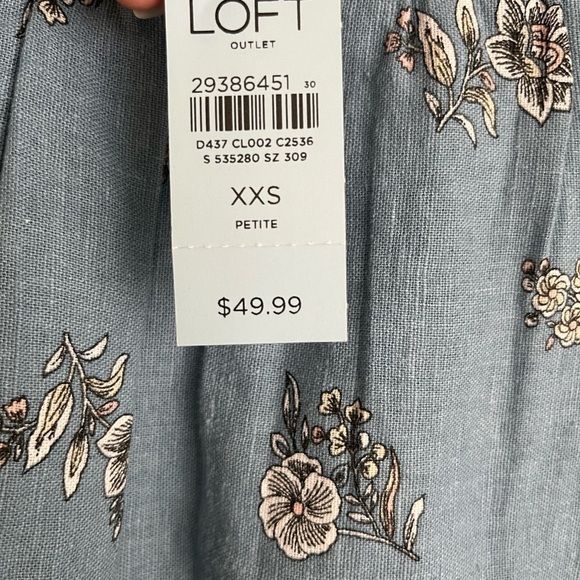 LOFT
OUTLET
29386451 30
D437 CL002 C2536
S 535280 SZ 309
XXS
PETITE
$49.99